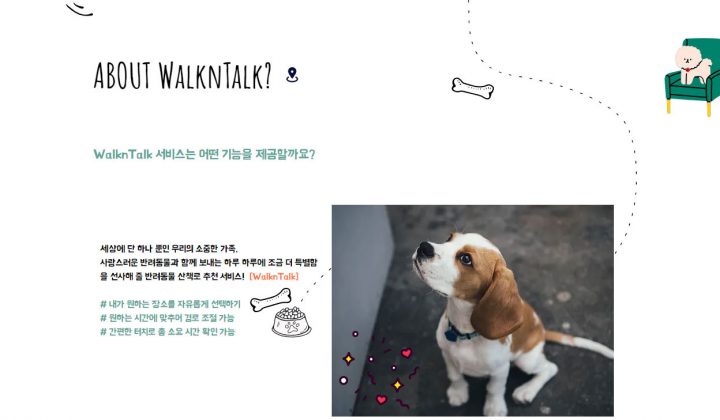 ABOUT WALKNTALK?
WalknTalk 서비스는 어떤 기능을 제공할까요?
세상에 단 하나 뿐인 우리의 소중한 가족.
사랑스러운 반려동물과 함께 보내는 하루 하루에 조금 더 특별함
을 선사해 줄 반려동물 산책로 추천 서비스! [WalknTalk]
# 내가 원하는 장소를 자유롭게 선택하기
# 원하는 시간에 맞추어 경로 조절 가능
# 간편한 터치로 총 소요 시간 확인 가능